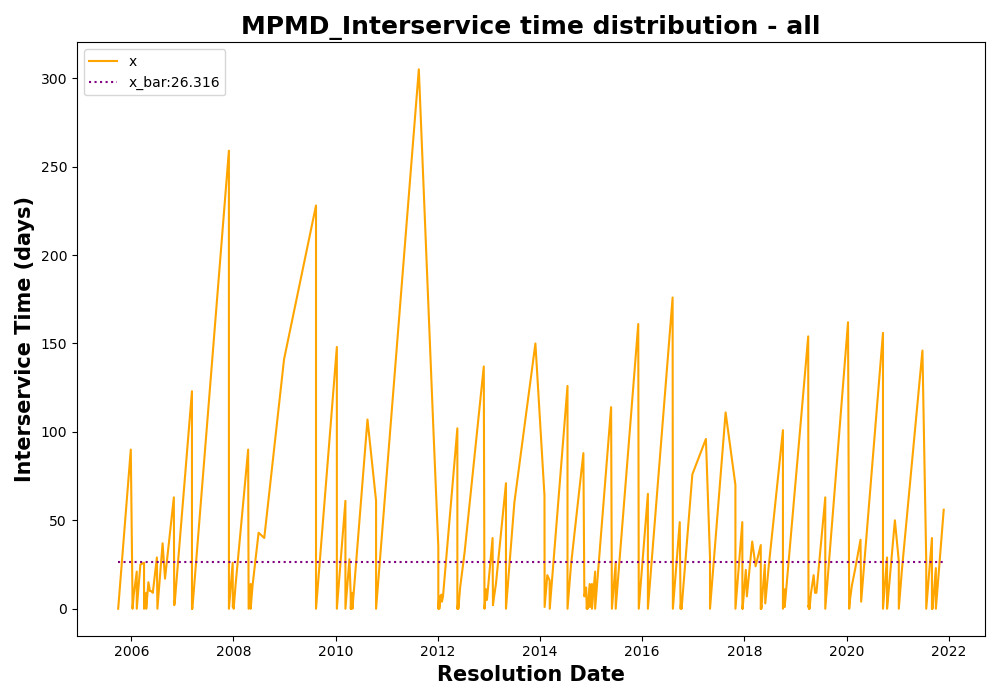 MPMD_Interservice time distribution - all
x
x_bar:26.316
Interservice Time (days)
300
250
200
150
100
50
0
2006 2008 2010 2012 2014 2016 2018 2020 2022
Resolution Date